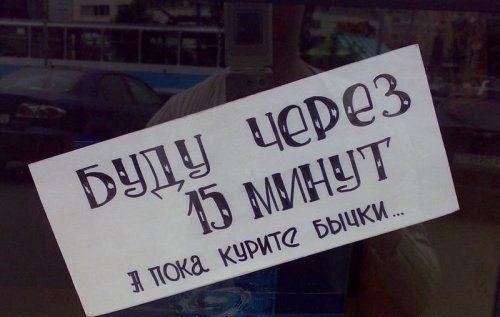 БУДУ ЧЕРЕЗ
15 МИНУТ
А ПОКА КУРИТЕ БЫЧКИ...